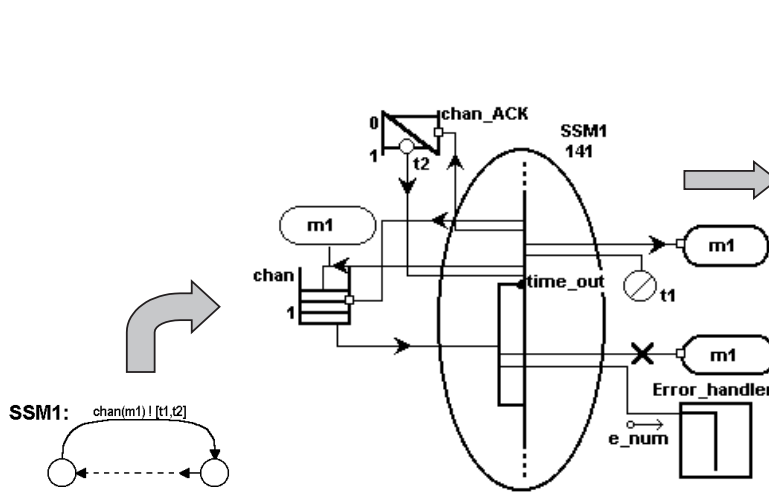 0
chan_ACK
1
t2
SSM1
141
m1
m1
chan
time_out
t1
1
m1
SSM1:
chan(m1) ! [t1,t2]
Error_handler
e_num